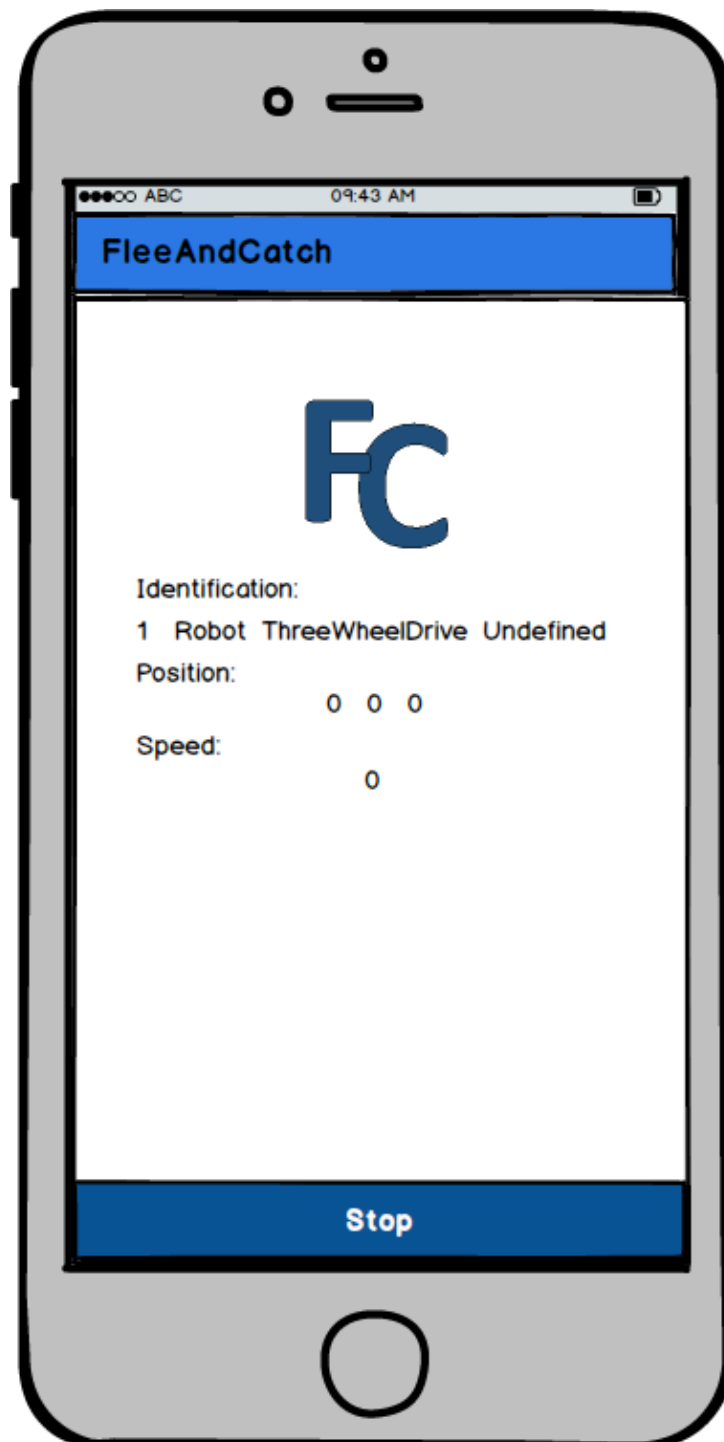 ABC 09:43 AM
FleeAndCatch
FC
Identification:
1 Robot ThreeWheelDrive Undefined
Position:
0 0 0
Speed:
0
Stop